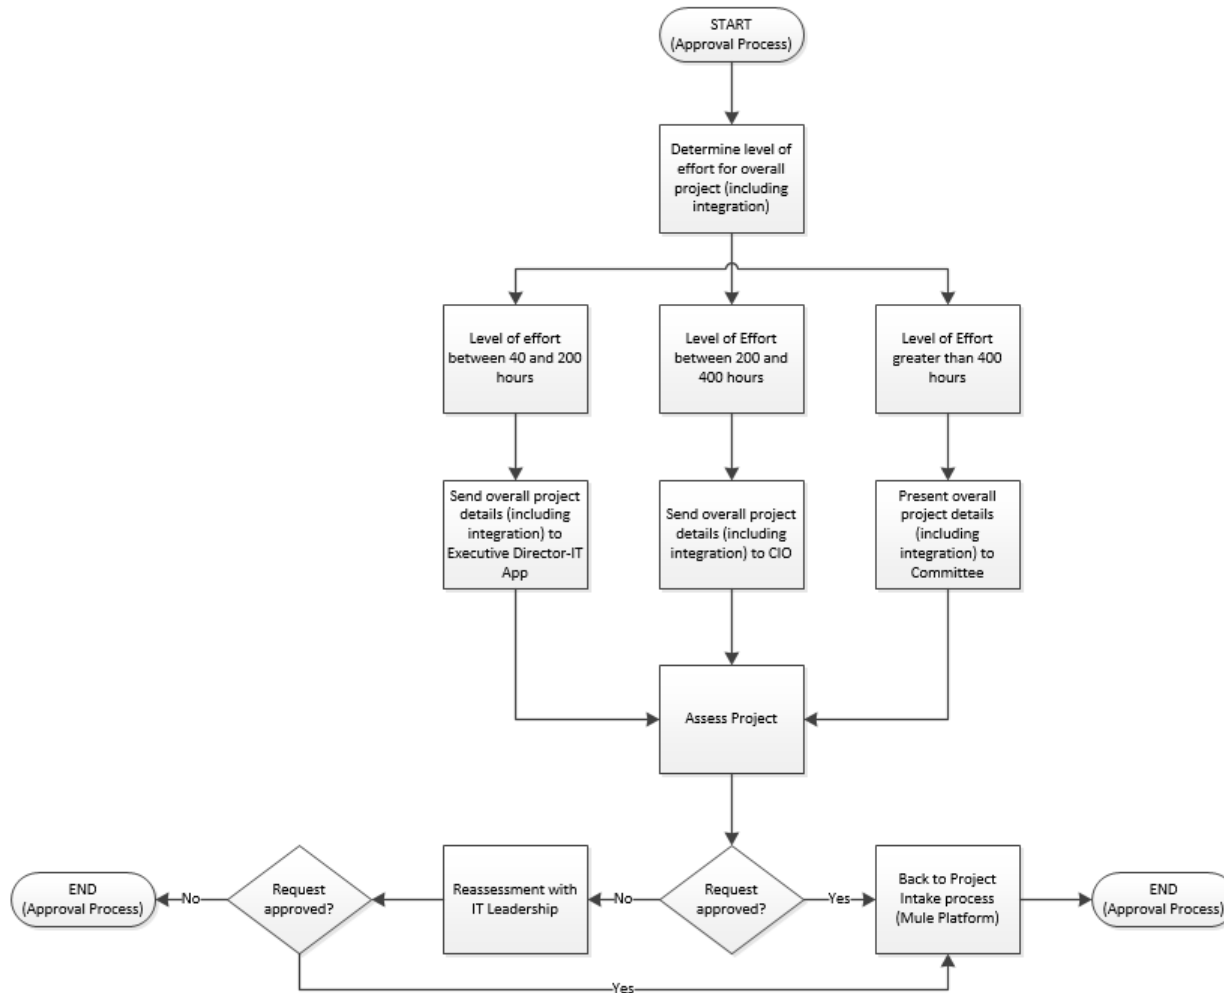 START
(Approval Process)
Determine level of
effort for overall
project (including
integration)
Level of effort
between 40 and 200
hours
Level of Effort
between 200 and
400 hours
Level of Effort
greater than 400
hours
Send overall project
details (including
integration) to
Executive Director-IT
App
Send overall project
details (including
integration) to CIO
Present overall
project details
(including
integration) to
Committee
Assess Project
END
(Approval Process)
No
Request
approved?
Reassessment with
IT Leadership
No
Request
approved?
Yes
Back to Project
Intake process
(Mule Platform)
END
(Approval Process)
Yes